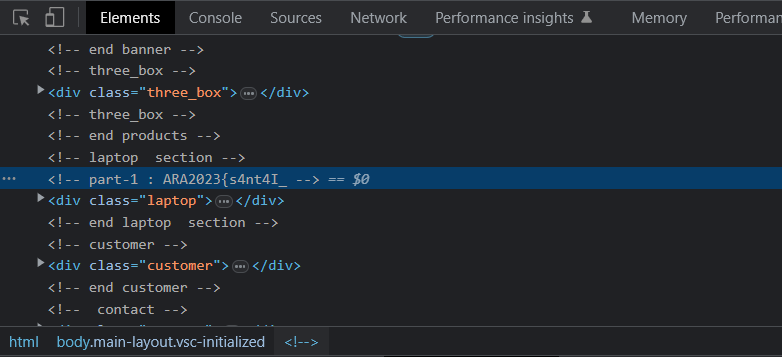 Elements Console Sources Network Performance insights Memory Performan
<!-- end banner -->
<!-- three_box -->
<div class="three_box"> ⋯ </div>
<!-- three_box -->
<!-- end products -->
<!-- laptop  section -->
⋯ <!-- part-1 : ARA2023{s4nt4I_ --> == $0
<div class="laptop"> ⋯ </div>
<!-- end laptop  section -->
<!-- customer -->
<div class="customer"> ⋯ </div>
<!-- end customer -->
<!--  contact -->
html body.main-layout.vsc-initialized <!-->